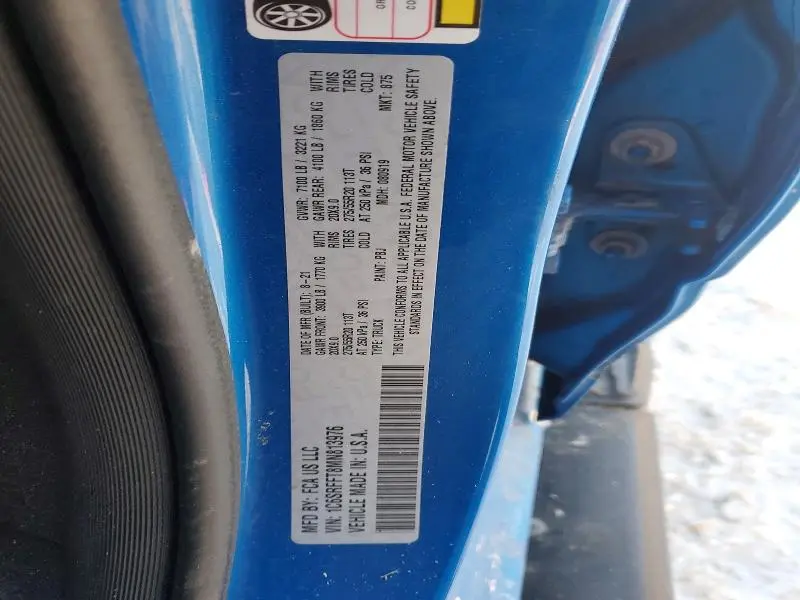 MFD BY: FCA US LLC
VIN: 1C6SRFFT8MN813976
VEHICLE MADE IN: U.S.A.
DATE OF MFR (BUILT): 8-21 GVWR: 7100 LB / 3221 KG
GAWR FRONT: 3900 LB / 1770 KG WITH GAWR REAR: 4100 LB / 1860 KG WITH
20X9.0 RIMS 20X9.0 RIMS
275/55R20 113T TIRES 275/55R20 113T TIRES
AT 250 KPa / 36 PSI COLD AT 250 KPa / 36 PSI COLD
TYPE: TRUCK PAINT: PBJ MDH: 080919 MKT: 875
THIS VEHICLE CONFORMS TO ALL APPLICABLE U.S.A. FEDERAL MOTOR VEHICLE SAFETY
STANDARDS IN EFFECT ON THE DATE OF MANUFACTURE SHOWN ABOVE.